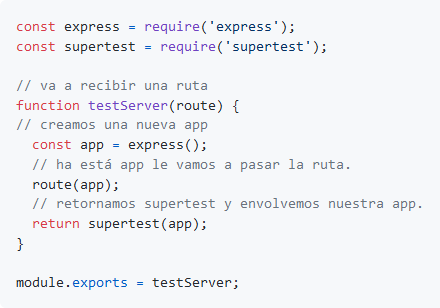 const express = require('express');
const supertest = require('supertest');

// va a recibir una ruta
function testServer(route) {
// creamos una nueva app
  const app = express();
  // ha está app le vamos a pasar la ruta.
  route(app);
  // retornamos supertest y envolvemos nuestra app.
  return supertest(app);
}

module.exports = testServer;